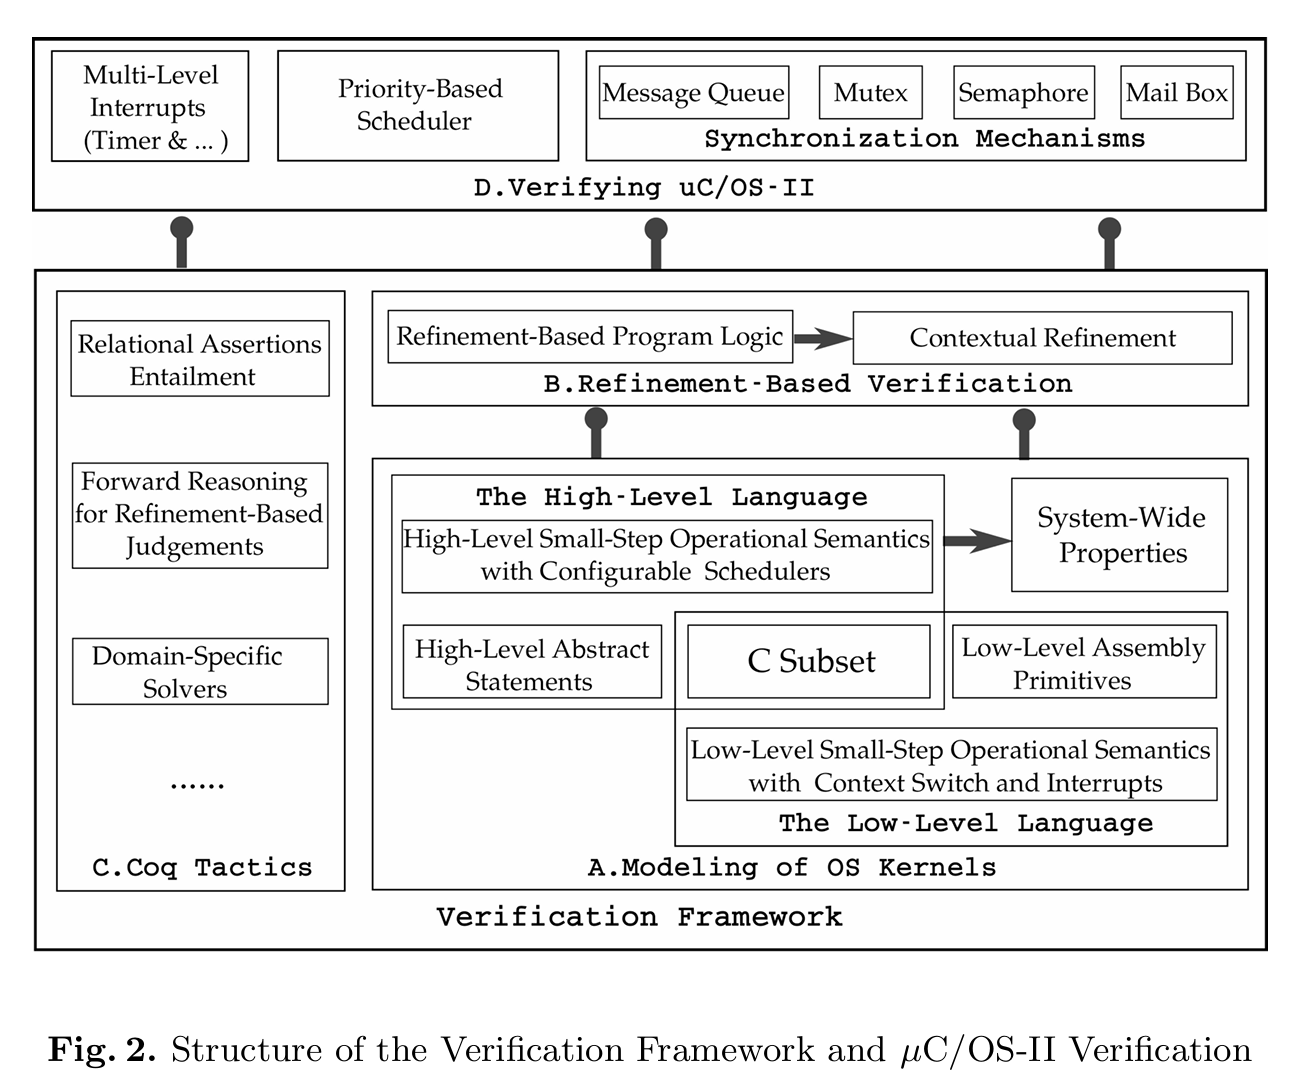 Multi-Level
Interrupts
(Timer & ... )
Priority-Based
Scheduler
Message Queue
Mutex
Semaphore
Mail Box
Synchronization Mechanisms
D.Verifying uC/OS-II
Relational Assertions
Entailment
Forward Reasoning
for Refinement-Based
Judgements
Domain-Specific
Solvers
......
C.Coq Tactics
Refinement-Based Program Logic
Contextual Refinement
B.Refinement-Based Verification
The High-Level Language
High-Level Small-Step Operational Semantics
with Configurable Schedulers
System-Wide
Properties
High-Level Abstract
Statements
C Subset
Low-Level Assembly
Primitives
Low-Level Small-Step Operational Semantics
with Context Switch and Interrupts
The Low-Level Language
A.Modeling of OS Kernels
Verification Framework
Fig. 2. Structure of the Verification Framework and μC/OS-II Verification